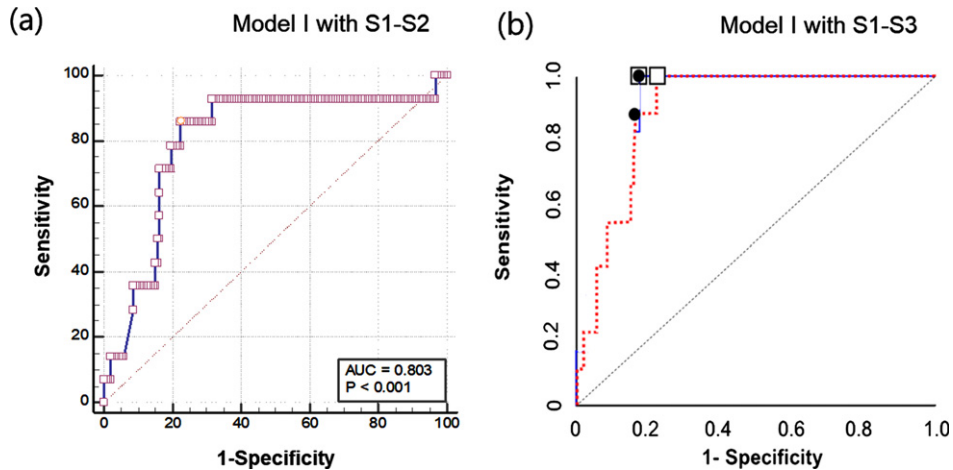 (a)
Model I with S1-S2
100
80
60
40
20
0
Sensitivity
0 20 40 60 80 100
1-Specificity
AUC = 0.803
P < 0.001
(b)
Model I with S1-S3
1.0
0.8
0.6
0.4
0.2
0
Sensitivity
0 0.2 0.4 0.6 0.8 1.0
1- Specificity